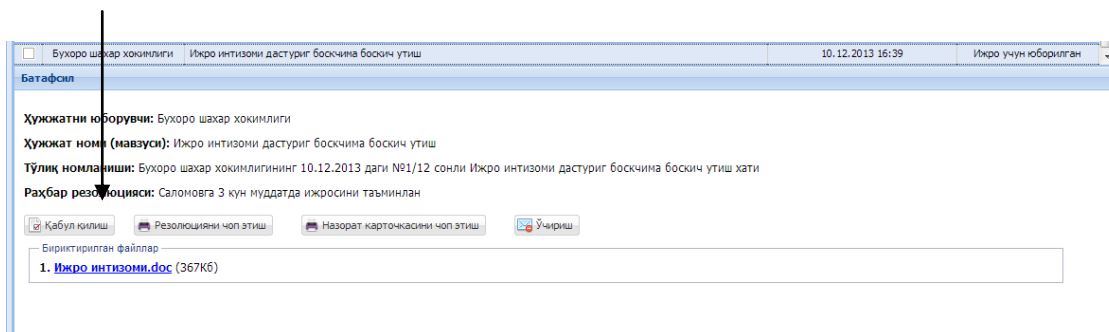 Бухоро шахар хокимлиги Ижро интизоми дастуриг боскчима боскич утиш 10.12.2013 16:39 Ижро учун юборилган
Батафсил
Ҳужжатни юборувчи: Бухоро шахар хокимлиги
Ҳужжат номи (мавзуси): Ижро интизоми дастуриг боскчима боскич утиш
Тўлиқ номланиши: Бухоро шахар хокимлигининг 10.12.2013 даги №1/12 сонли Ижро интизоми дастуриг боскчима боскич утиш хати
Раҳбар резолюцияси: Саломовга 3 кун муддатда ижросини таъминлан
Қабул қилиш Резолюцияни чоп этиш Назорат карточкасини чоп этиш Ўчириш
Бириктирилган файллар
1. Ижро интизоми.doc (367Кб)